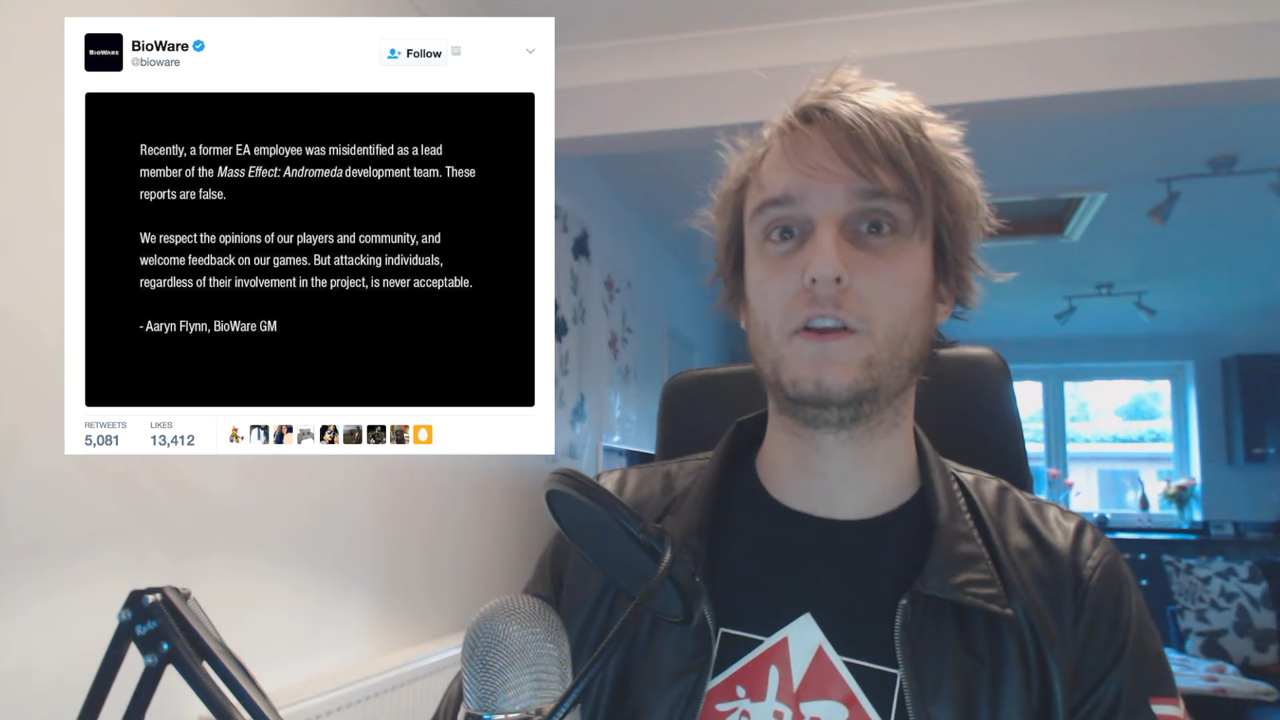 BioWare
BioWare
@bioware
Follow
Recently, a former EA employee was misidentified as a lead
member of the Mass Effect: Andromeda development team. These
reports are false.
We respect the opinions of our players and community, and
welcome feedback on our games. But attacking individuals,
regardless of their involvement in the project, is never acceptable.
- Aaryn Flynn, BioWare GM
RETWEETS
5,081
LIKES
13,412
Rode